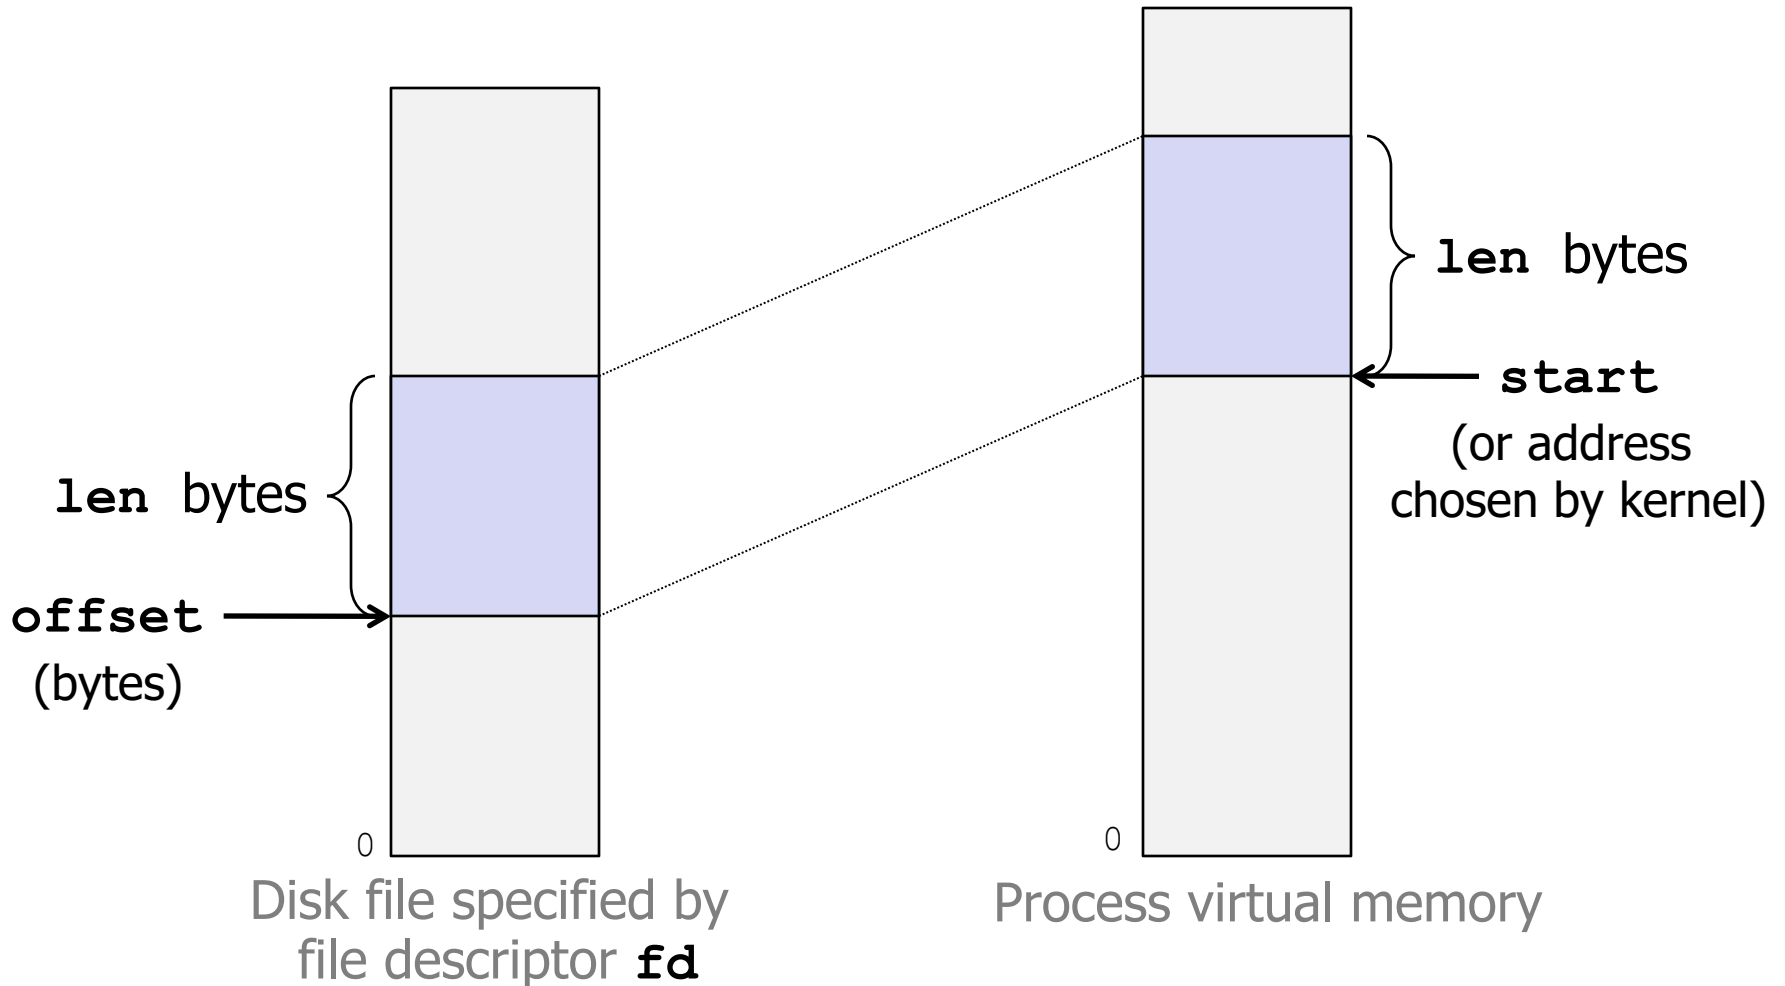 len bytes
start
(or address
chosen by kernel)
len bytes
offset
(bytes)
0
0
Disk file specified by
file descriptor fd
Process virtual memory